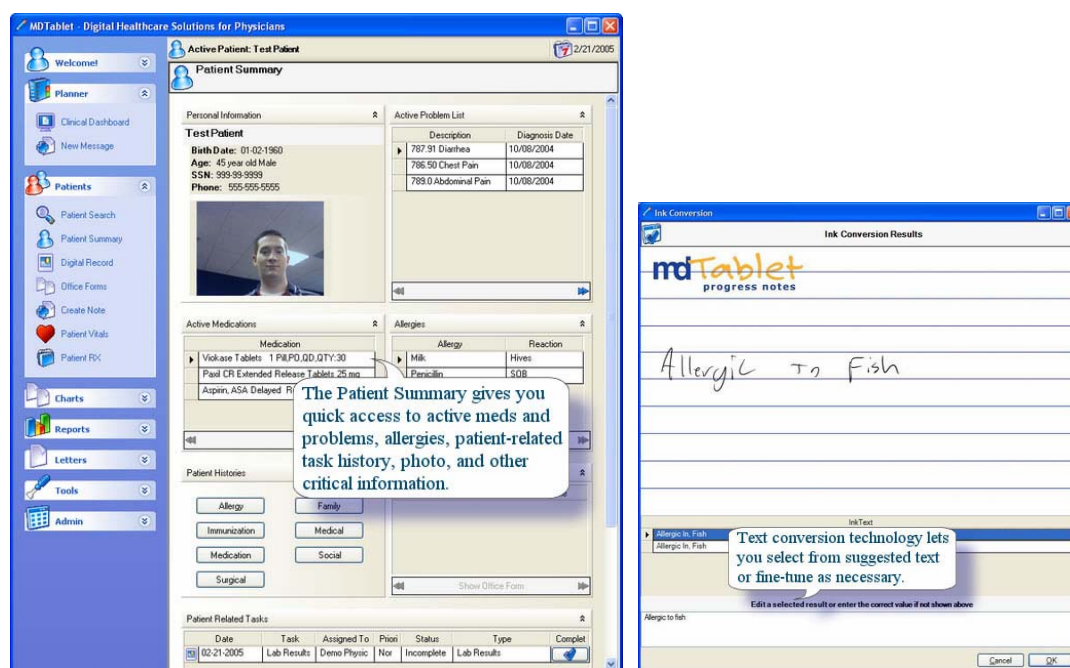 MDTablet - Digital Healthcare Solutions for Physicians
Welcome!
Planner
Clinical Dashboard
New Message
Patients
Patient Search
Patient Summary
Digital Record
Office Forms
Create Note
Patient Vitals
Patient RX
Charts
Reports
Letters
Tools
Admin
Active Patient: Test Patient
2/21/2005
Patient Summary
Personal Information
Test Patient
Birth Date: 01-02-1960
Age: 45 year old Male
SSN: 999-99-9999
Phone: 555-555-5555
Active Problem List
Description Diagnosis Date
787.91 Diarrhea 10/08/2004
786.50 Chest Pain 10/08/2004
789.0 Abdominal Pain 10/08/2004
Active Medications
Medication
Viokase Tablets 1 Pill,PO,QD,QTY:30
Paxil CR Extended Release Tablets 25 mg
Aspirin, ASA Delayed
Allergies
Allergy Reaction
Milk Hives
Penicillin SOB
The Patient Summary gives you
quick access to active meds and
problems, allergies, patient-related
task history, photo, and other
critical information.
Patient Histories
Allergy Family
Immunization Medical
Medication Social
Surgical
Show Office Form
Patient Related Tasks
Date Task Assigned To Priori Status Type Complet
02-21-2005 Lab Results Demo Physic Nor Incomplete Lab Results
Ink Conversion
Ink Conversion Results
mdTablet
progress notes
Allergic To Fish
InkText
Allergic In, Fish
Allergic In, Fish
Text conversion technology lets
you select from suggested text
or fine-tune as necessary.
Edit a selected result or enter the correct value if not shown above
Allergic to fish
Cancel OK